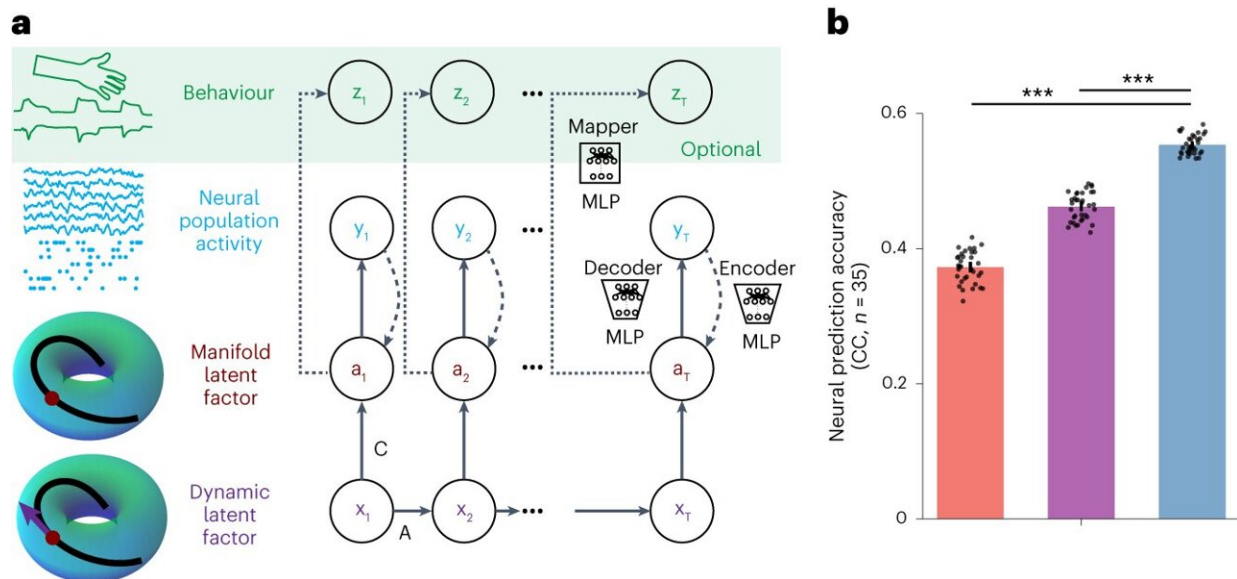 a
Behaviour
z1
z2
...
zT
Mapper
MLP
Optional
Neural
population
activity
y1
y2
...
yT
Decoder
MLP
Encoder
MLP
Manifold
latent
factor
a1
a2
...
aT
C
Dynamic
latent
factor
x1
A
x2
...
xT
b
***
***
Neural prediction accuracy
(CC, n = 35)
0.6
0.4
0.2
0